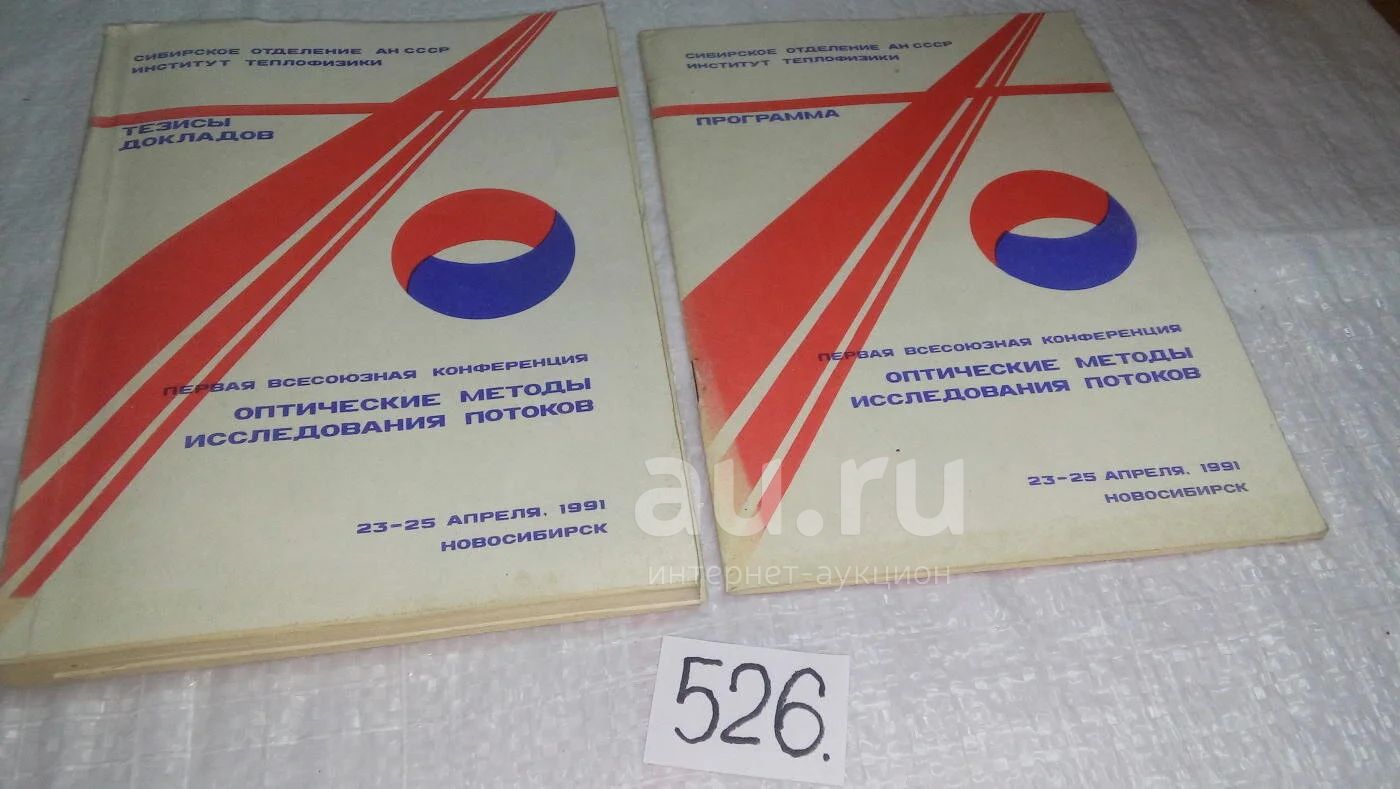 СИБИРСКОЕ ОТДЕЛЕНИЕ АН СССР
ИНСТИТУТ ТЕПЛОФИЗИКИ
ТЕЗИСЫ
ДОКЛАДОВ
ПЕРВАЯ ВСЕСОЮЗНАЯ КОНФЕРЕНЦИЯ
ОПТИЧЕСКИЕ МЕТОДЫ
ИССЛЕДОВАНИЯ ПОТОКОВ
23-25 АПРЕЛЯ, 1991
НОВОСИБИРСК
СИБИРСКОЕ ОТДЕЛЕНИЕ АН СССР
ИНСТИТУТ ТЕПЛОФИЗИКИ
ПРОГРАММА
ПЕРВАЯ ВСЕСОЮЗНАЯ КОНФЕРЕНЦИЯ
ОПТИЧЕСКИЕ МЕТОДЫ
ИССЛЕДОВАНИЯ ПОТОКОВ
23-25 АПРЕЛЯ, 1991
НОВОСИБИРСК
au.ru
интернет-аукцион
526.